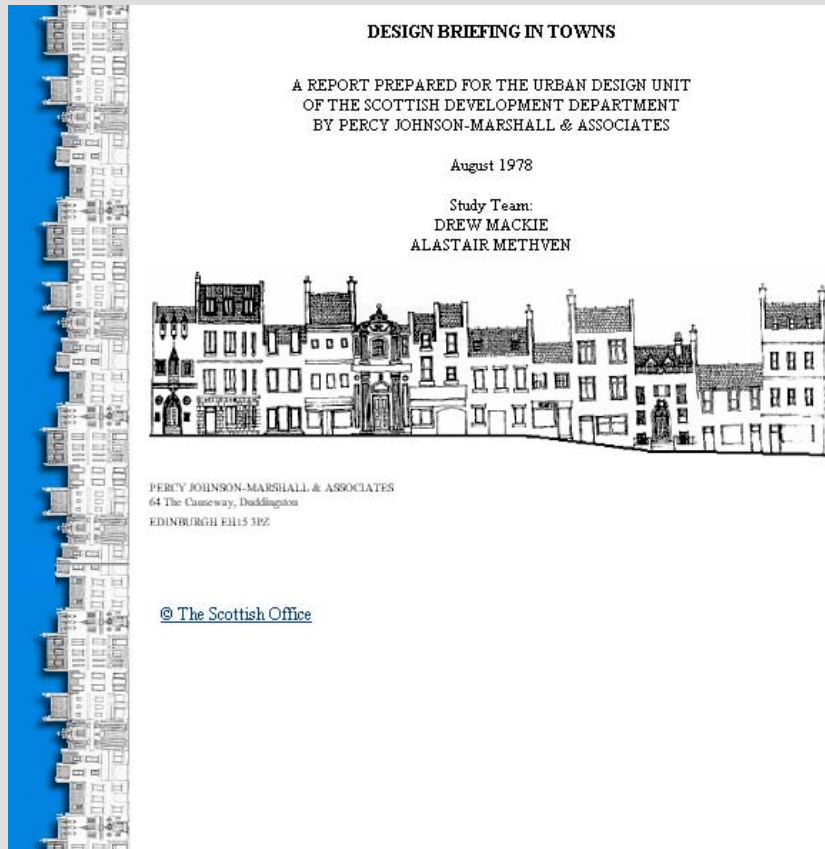 DESIGN BRIEFING IN TOWNS
A REPORT PREPARED FOR THE URBAN DESIGN UNIT
OF THE SCOTTISH DEVELOPMENT DEPARTMENT
BY PERCY JOHNSON-MARSHALL & ASSOCIATES
August 1978
Study Team:
DREW MACKIE
ALASTAIR METHVEN
PERCY JOHNSON-MARSHALL & ASSOCIATES
64 The Causeway, Duddingston
EDINBURGH EH15 3PZ
© The Scottish Office